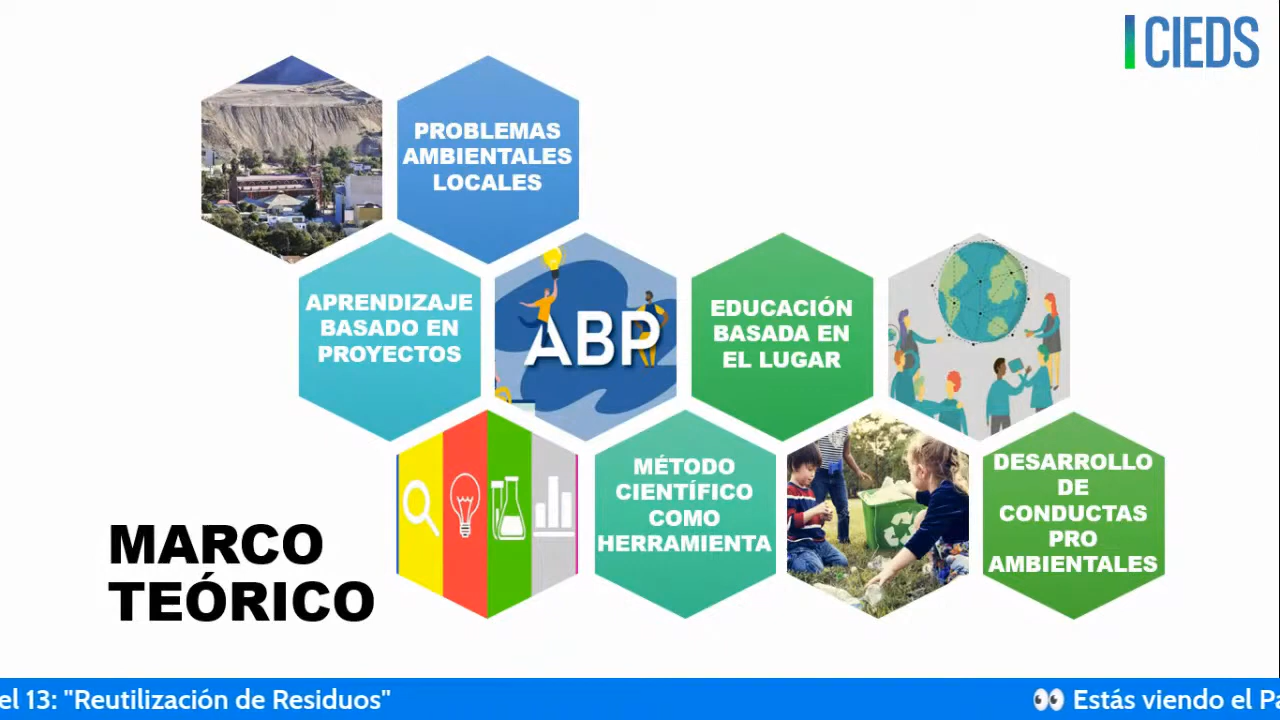 CIEDS
PROBLEMAS
AMBIENTALES
LOCALES
APRENDIZAJE
BASADO EN
PROYECTOS
ABP
EDUCACIÓN
BASADA EN
EL LUGAR
MÉTODO
CIENTÍFICO
COMO
HERRAMIENTA
DESARROLLO
DE
CONDUCTAS
PRO
AMBIENTALES
MARCO
TEÓRICO
el 13: "Reutilización de Residuos"
👀 Estás viendo el Pa